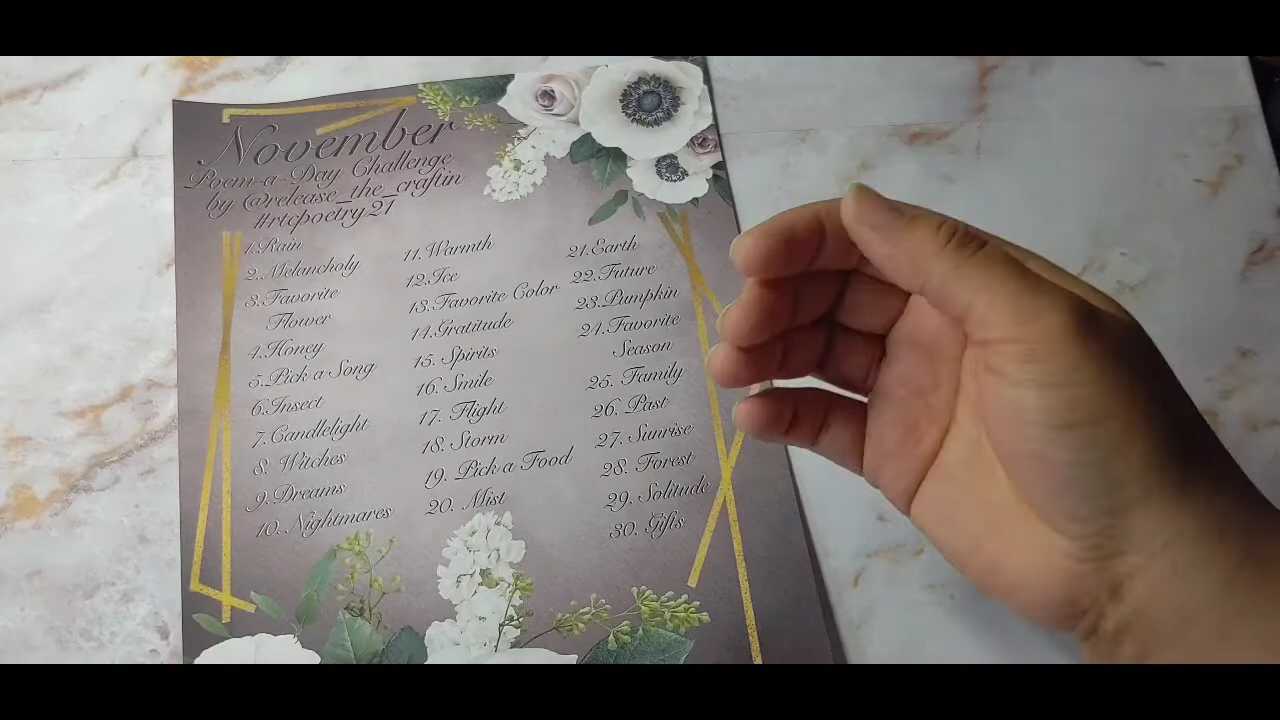 November
Poem-a-Day Challenge
by @release_the_craftin
#rtcpoetry21
1.Rain
2.Melancholy
3.Favorite
Flower
4.Honey
5.Pick a Song
6.Insect
7.Candlelight
8. Witches
9.Dreams
10.Nightmares
11.Warmth
12.Ice
13.Favorite Color
14.Gratitude
15. Spirits
16. Smile
17. Flight
18. Storm
19. Pick a Food
20. Mist
21.Earth
22.Future
23.Pumpkin
24.Favorite
Season
25. Family
26. Past
27. Sunrise
28. Forest
29. Solitude
30. Gifts